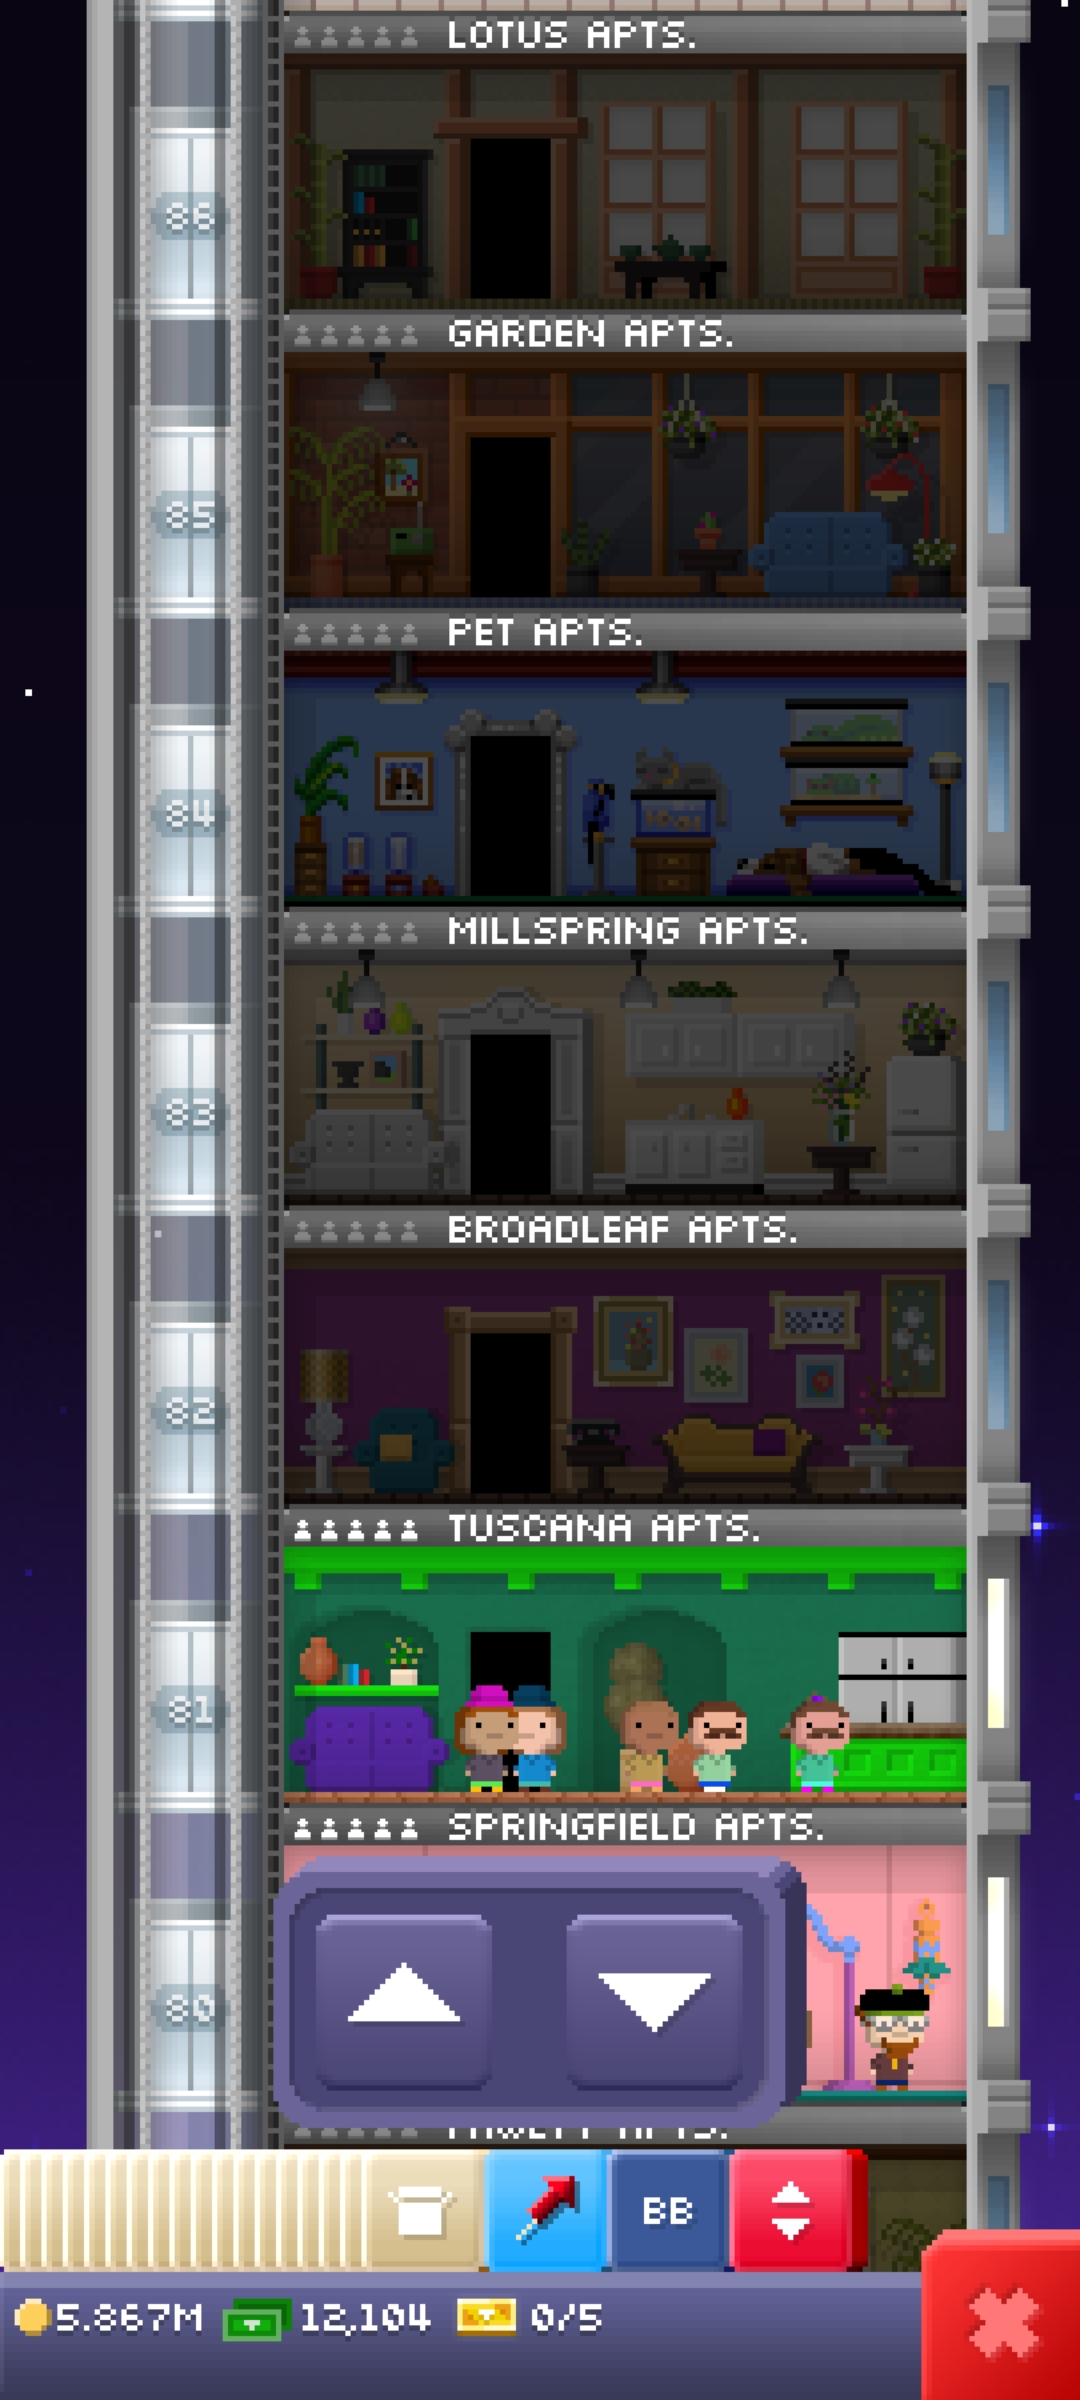 LOTUS APTS.
86
GARDEN APTS.
85
PET APTS.
84
MILLSPRING APTS.
83
BROADLEAF APTS.
82
TUSCANA APTS.
81
SPRINGFIELD APTS.
80
APTS.
BB
5.867M 12,104 0/5